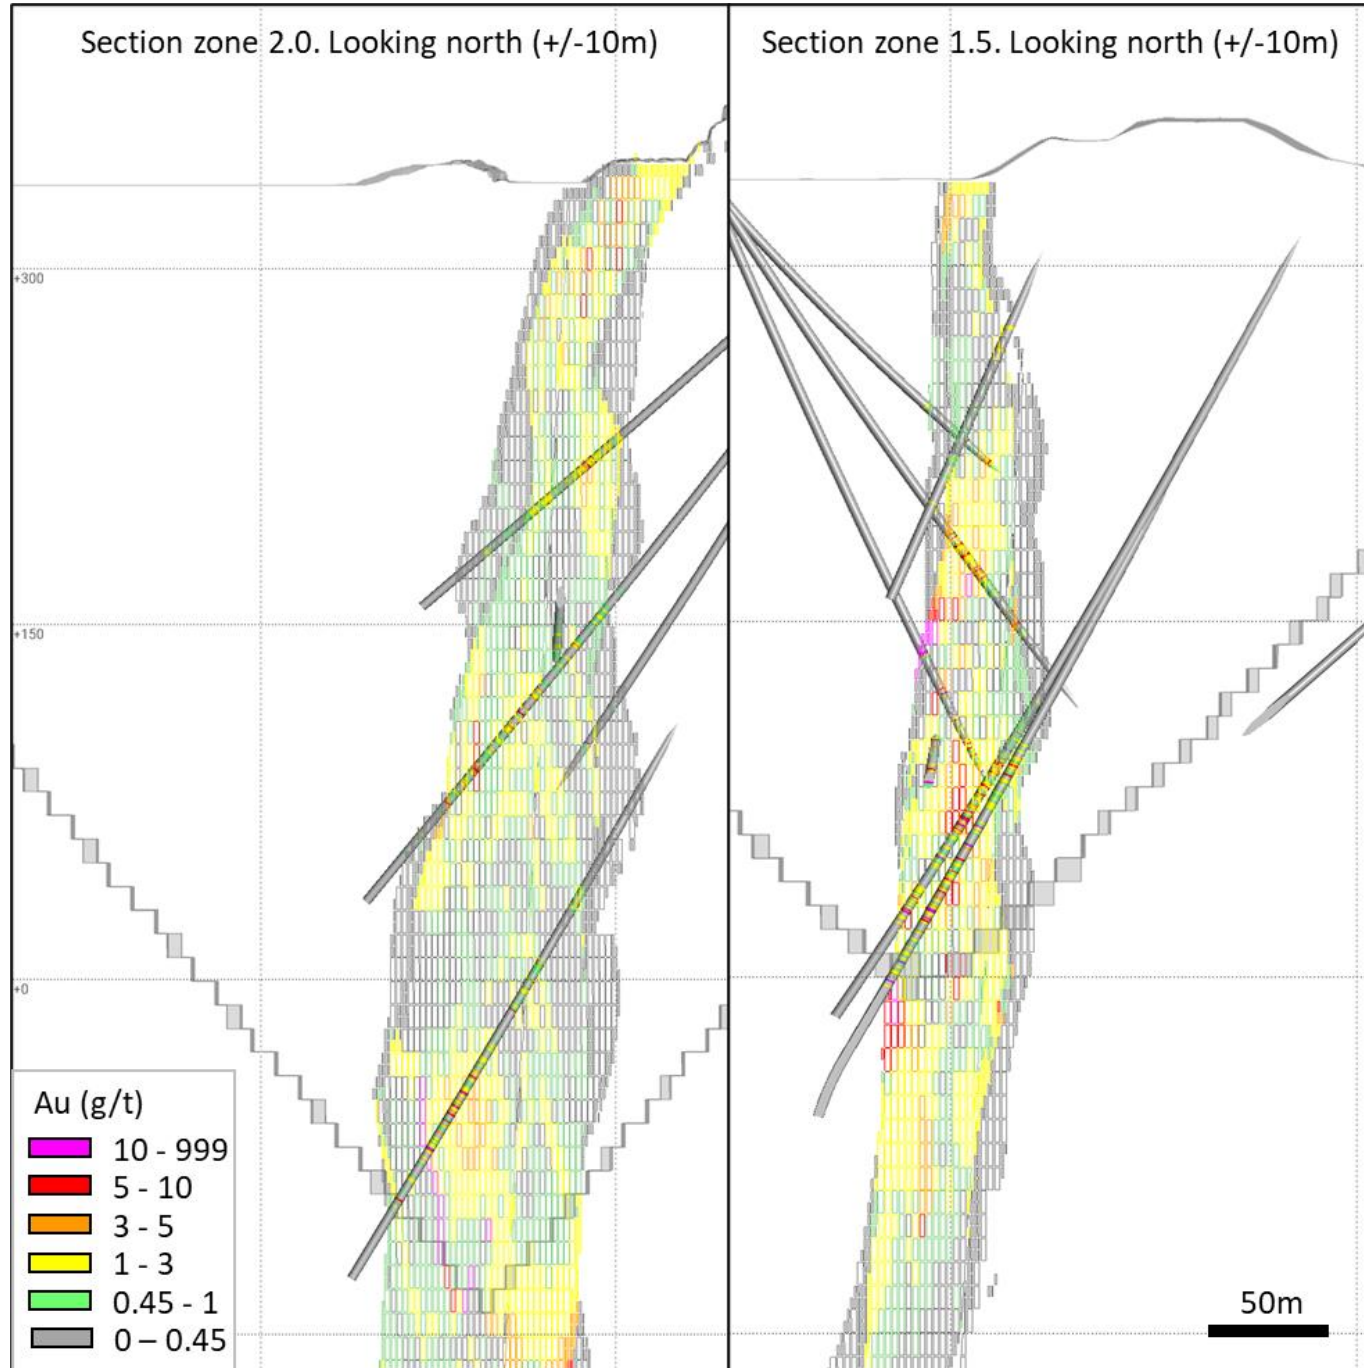 Section zone 2.0. Looking north (+/-10m)
Section zone 1.5. Looking north (+/-10m)
+300
+150
+0
Au (g/t)
10 - 999
5 - 10
3 - 5
1 - 3
0.45 - 1
0 – 0.45
50m